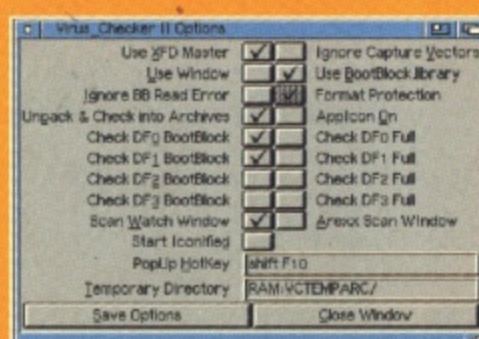 Virus_Checker II Options
Use XFD Master Ignore Capture Vectors
Use Window Use BootBlock.library
Ignore BB Read Error Format Protection
Unpack & Check into Archives AppIcon On
Check DF0 BootBlock Check DF0 Full
Check DF1 BootBlock Check DF1 Full
Check DF2 BootBlock Check DF2 Full
Check DF3 BootBlock Check DF3 Full
Scan Watch Window Arexx Scan Window
Start Iconified
PopUp HotKey shift F10
Temporary Directory RAM:VCTEMPARC/
Save Options Close Window